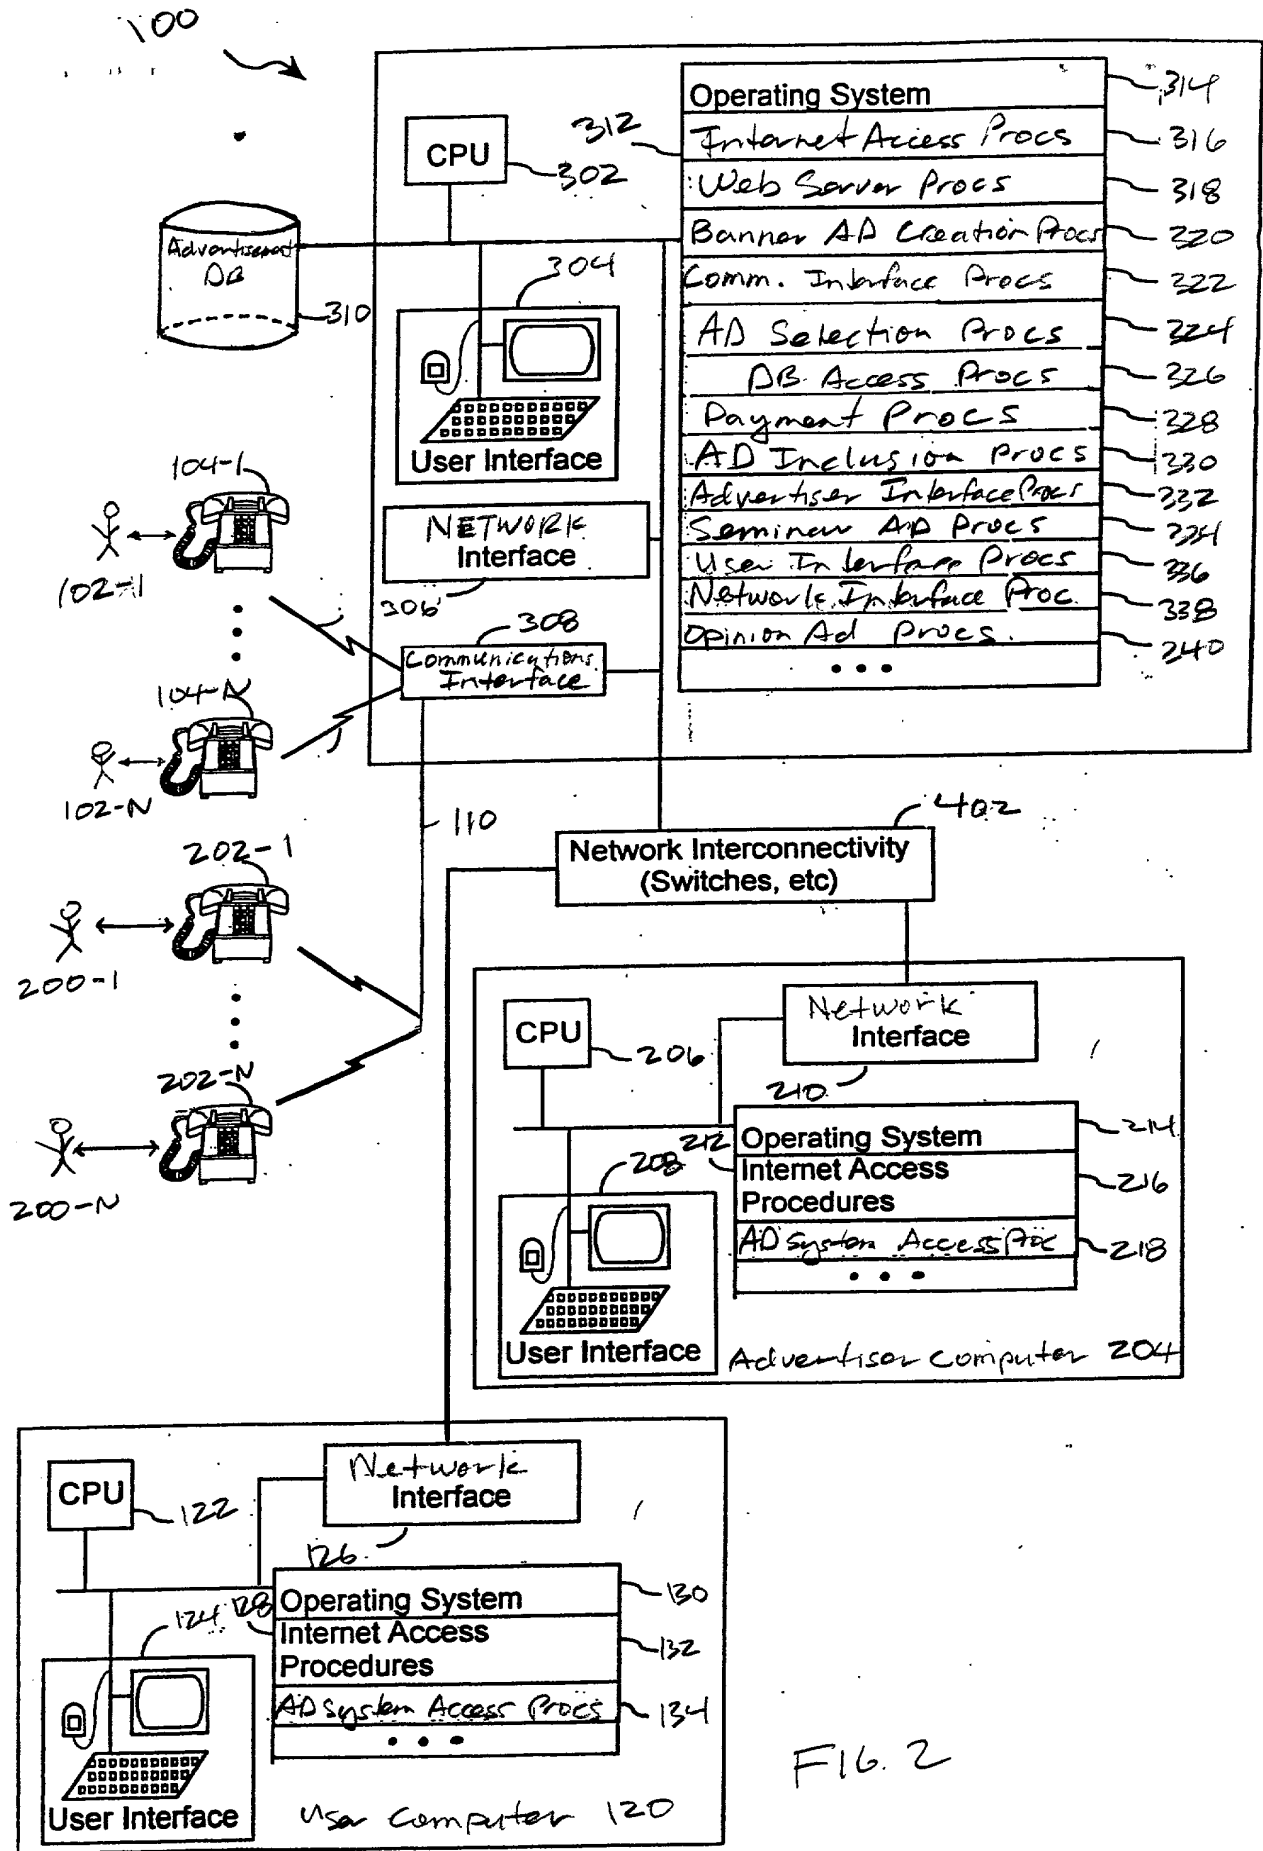 100
Operating System
314
312
Internet Access Procs
316
CPU
302
Web Server Procs
318
Advertisement
DB
310
Banner AD Creation Procs
320
304
Comm. Interface Procs
322
AD Selection Procs
324
DB Access Procs
326
Payment Procs
328
User Interface
AD Inclusion Procs
330
104-1
Advertiser Interface Procs
332
NETWORK
Interface
Seminar AD Procs
334
102-1
306
User Interface Procs
336
Network Interface Proc.
338
308
Communications
Interface
Opinion Ad Procs.
240
• • •
104-N
102-N
110
402
Network Interconnectivity
(Switches, etc)
202-1
200-1
CPU
206
Network
Interface
210
202-N
200-N
212
Operating System
214
208
Internet Access
Procedures
216
AD System Access Proc
218
• • •
User Interface
Advertiser Computer 204
CPU
122
Network
Interface
126
128
Operating System
130
124
Internet Access
Procedures
132
AD System Access Procs
134
• • •
User Interface
User Computer 120
FIG. 2